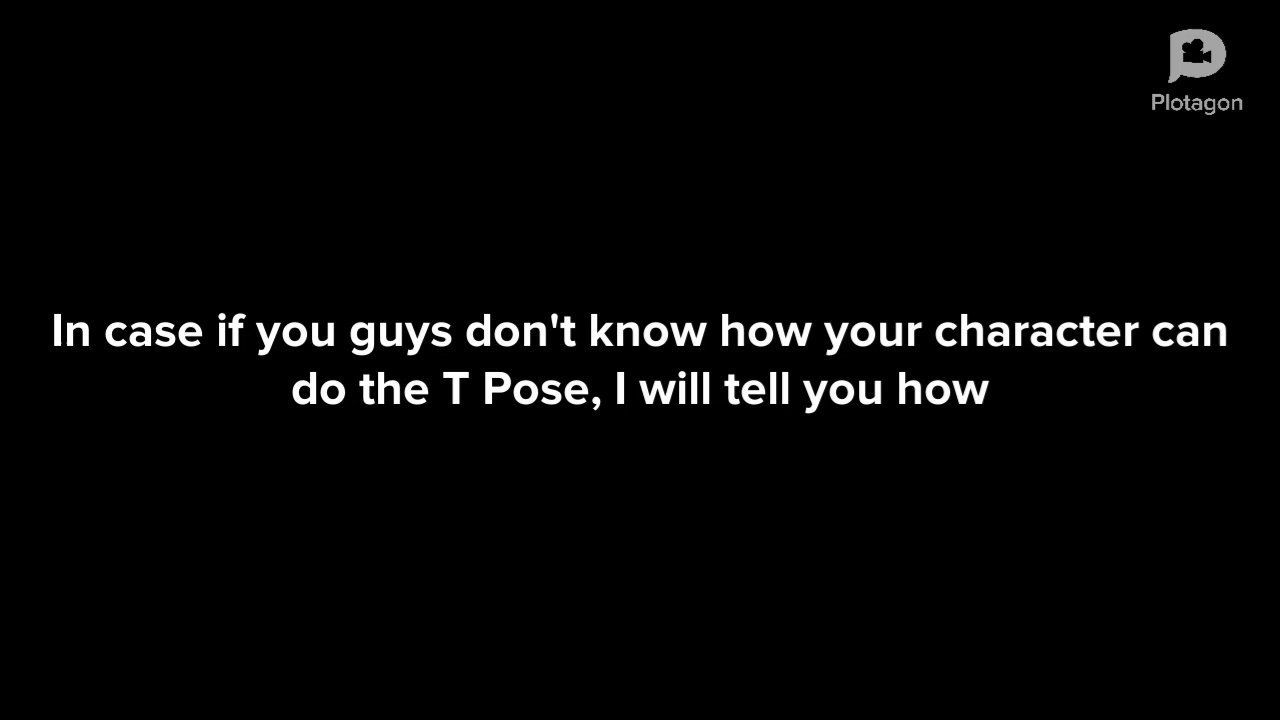 Plotagon
In case if you guys don't know how your character can
do the T Pose, I will tell you how